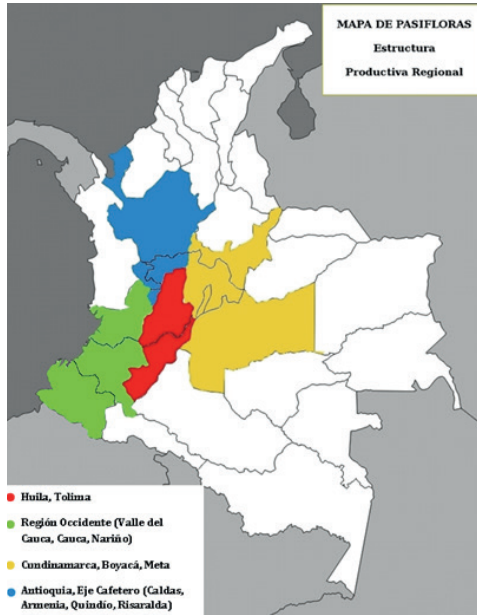 MAPA DE PASIFLORAS
Estructura
Productiva Regional
Huila, Tolima
Región Occidente (Valle del
Cauca, Cauca, Nariño)
Cundinamarca, Boyacá, Meta
Antioquia, Eje Cafetero (Caldas,
Armenia, Quindío, Risaralda)